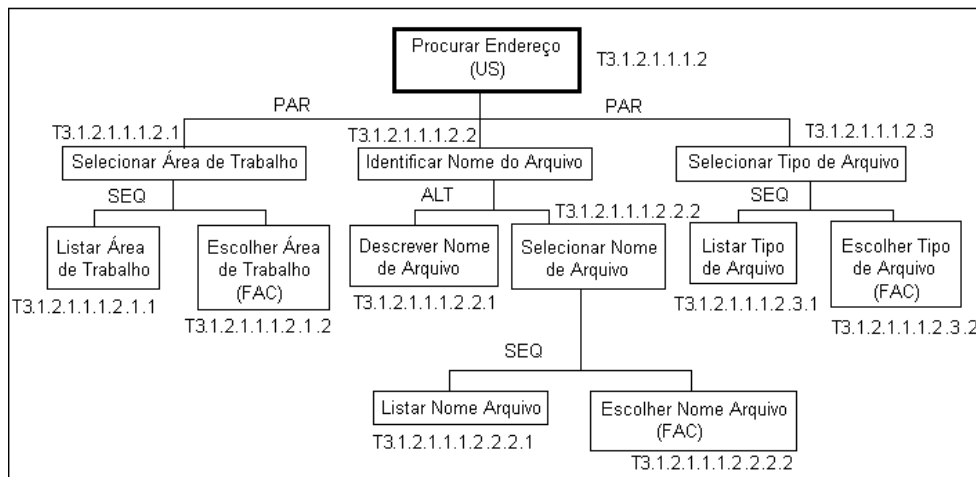 Procurar Endereço
(US)
T3.1.2.1.1.1.2
PAR
PAR
T3.1.2.1.1.1.2.1
T3.1.2.1.1.1.2.2
T3.1.2.1.1.1.2.3
Selecionar Área de Trabalho
Identificar Nome do Arquivo
Selecionar Tipo de Arquivo
SEQ
ALT
SEQ
T3.1.2.1.1.1.2.2.2
Listar Área
de Trabalho
Escolher Área
de Trabalho
(FAC)
Descrever Nome
de Arquivo
Selecionar Nome
de Arquivo
Listar Tipo
de Arquivo
Escolher Tipo
de Arquivo
(FAC)
T3.1.2.1.1.1.2.1.1
T3.1.2.1.1.1.2.1.2
T3.1.2.1.1.1.2.2.1
T3.1.2.1.1.1.2.3.1
T3.1.2.1.1.1.2.3.2
SEQ
Listar Nome Arquivo
Escolher Nome Arquivo
(FAC)
T3.1.2.1.1.1.2.2.2.1
T3.1.2.1.1.1.2.2.2.2